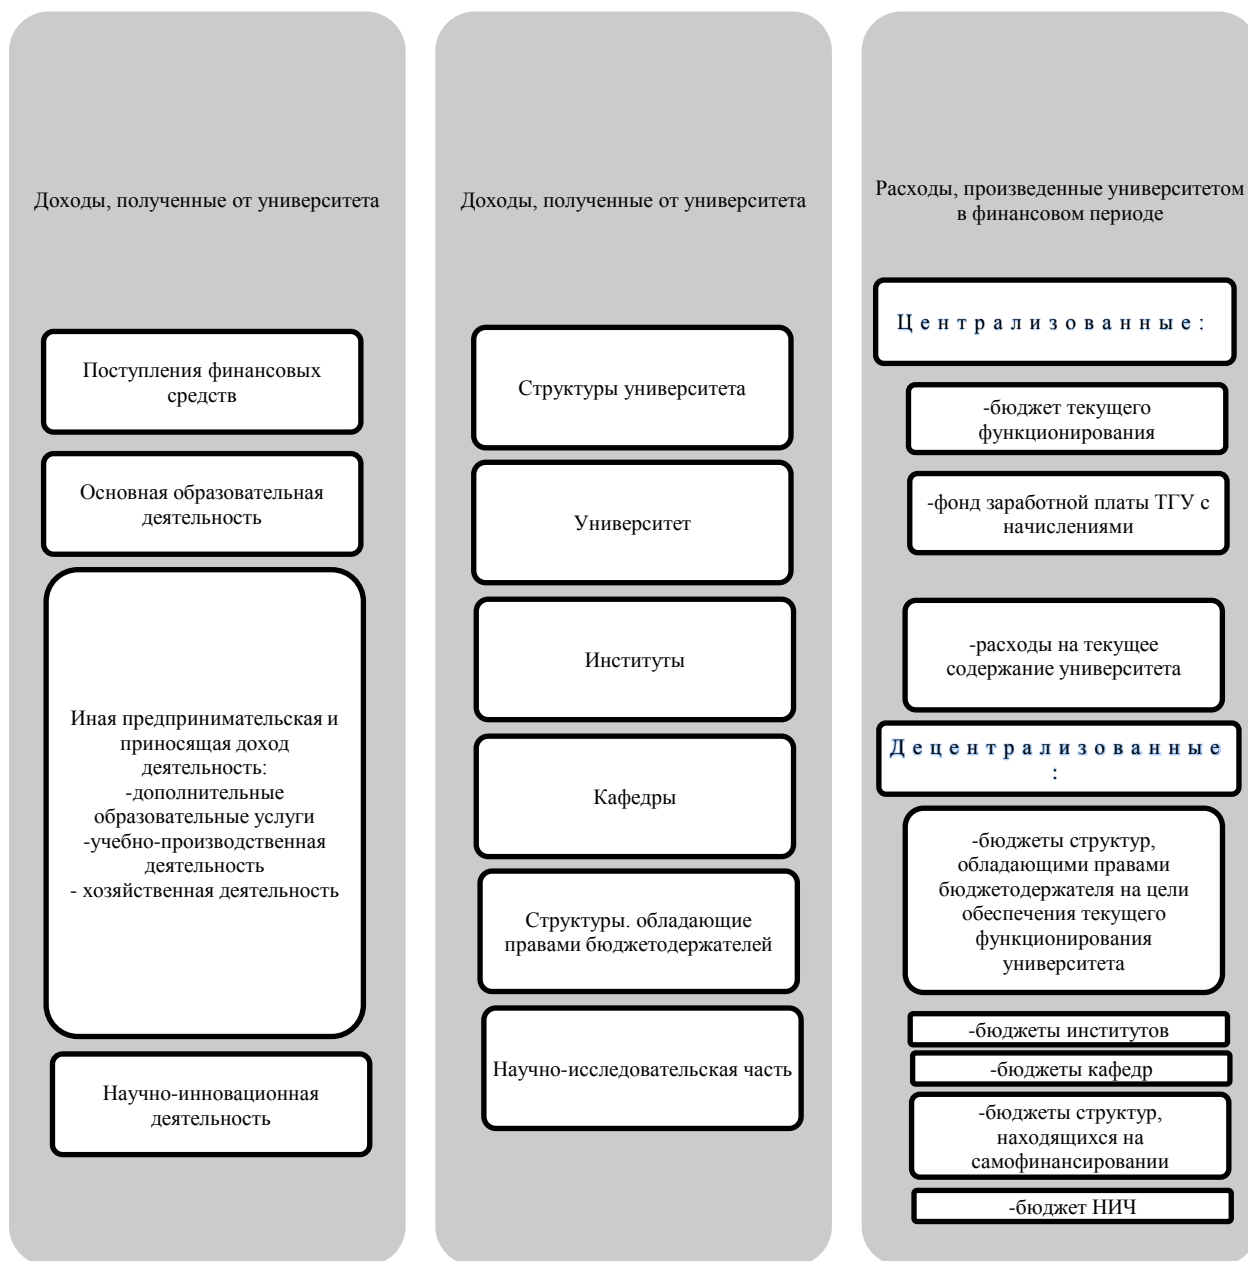 Доходы, полученные от университета
Поступления финансовых
средств
Основная образовательная
деятельность
Иная предпринимательская и
приносящая доход
деятельность:
-дополнительные
образовательные услуги
-учебно-производственная
деятельность
- хозяйственная деятельность
Научно-инновационная
деятельность
Доходы, полученные от университета
Структуры университета
Университет
Институты
Кафедры
Структуры. обладающие
правами бюджетодержателей
Научно-исследовательская часть
Расходы, произведенные университетом
в финансовом периоде
Централизованные:
-бюджет текущего
функционирования
-фонд заработной платы ТГУ с
начислениями
-расходы на текущее
содержание университета
Децентрализованные
:
-бюджеты структур,
обладающими правами
бюджетодержателя на цели
обеспечения текущего
функционирования
университета
-бюджеты институтов
-бюджеты кафедр
-бюджеты структур,
находящихся на
самофинансировании
-бюджет НИЧ